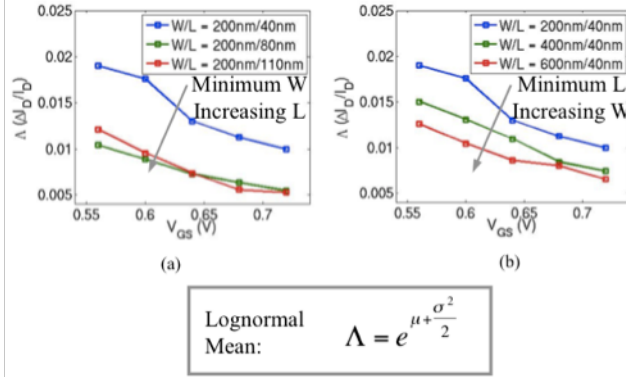 W/L = 200nm/40nm
W/L = 200nm/80nm
W/L = 200nm/110nm
Minimum W
Increasing L
Λ (ΔI_D/I_D)
0.025
0.02
0.015
0.01
0.005
0.55 0.6 0.65 0.7
V_GS (V)
(a)
W/L = 200nm/40nm
W/L = 400nm/40nm
W/L = 600nm/40nm
Minimum L
Increasing W
Λ (ΔI_D/I_D)
0.025
0.02
0.015
0.01
0.005
0.55 0.6 0.65 0.7
V_GS (V)
(b)
Lognormal
Mean:
Λ = e^{μ+σ²/2}